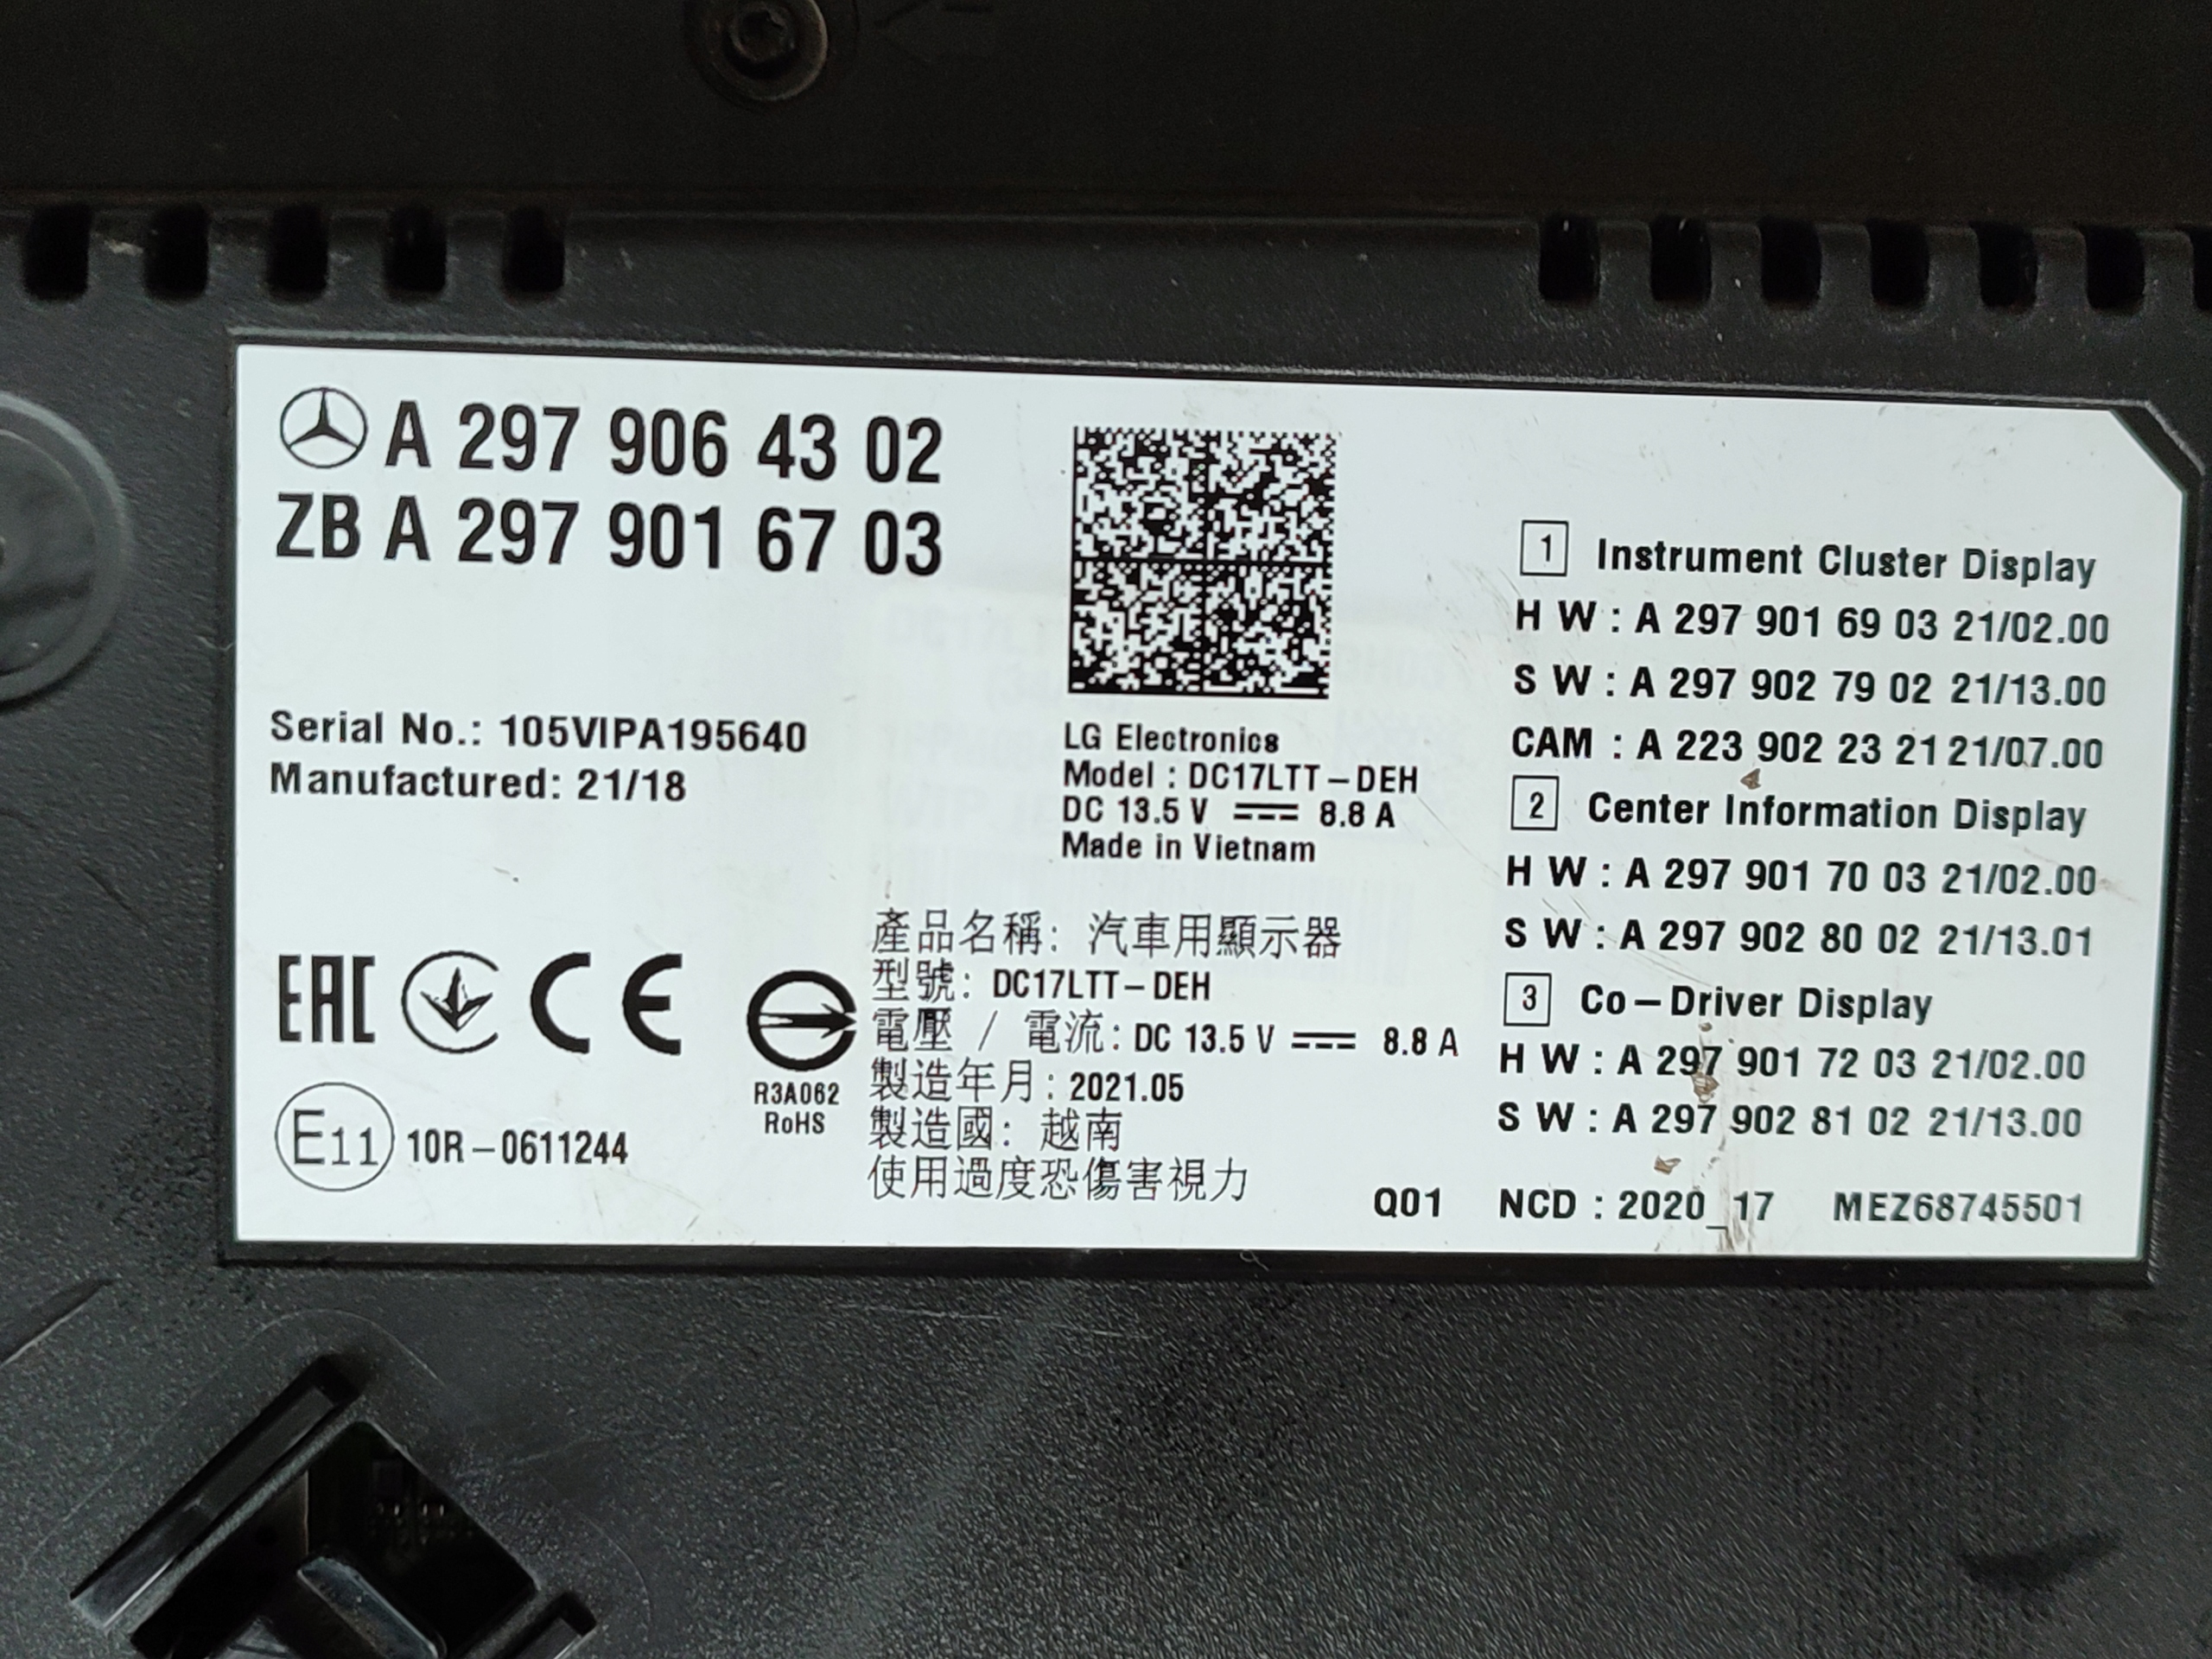 A 297 906 43 02
ZB A 297 901 67 03
Serial No.: 105VIPA195640
Manufactured: 21/18
EAC
CE
E11 10R-0611244
R3A062
RoHS
LG Electronics
Model : DC17LTT-DEH
DC 13.5 V ⎓ 8.8 A
Made in Vietnam
產品名稱: 汽車用顯示器
型號: DC17LTT-DEH
電壓 / 電流: DC 13.5 V ⎓ 8.8 A
製造年月: 2021.05
製造國: 越南
使用過度恐傷害視力
1 Instrument Cluster Display
H W : A 297 901 69 03 21/02.00
S W : A 297 902 79 02 21/13.00
CAM : A 223 902 23 21 21/07.00
2 Center Information Display
H W : A 297 901 70 03 21/02.00
S W : A 297 902 80 02 21/13.01
3 Co-Driver Display
H W : A 297 901 72 03 21/02.00
S W : A 297 902 81 02 21/13.00
Q01 NCD : 2020_17 MEZ68745501